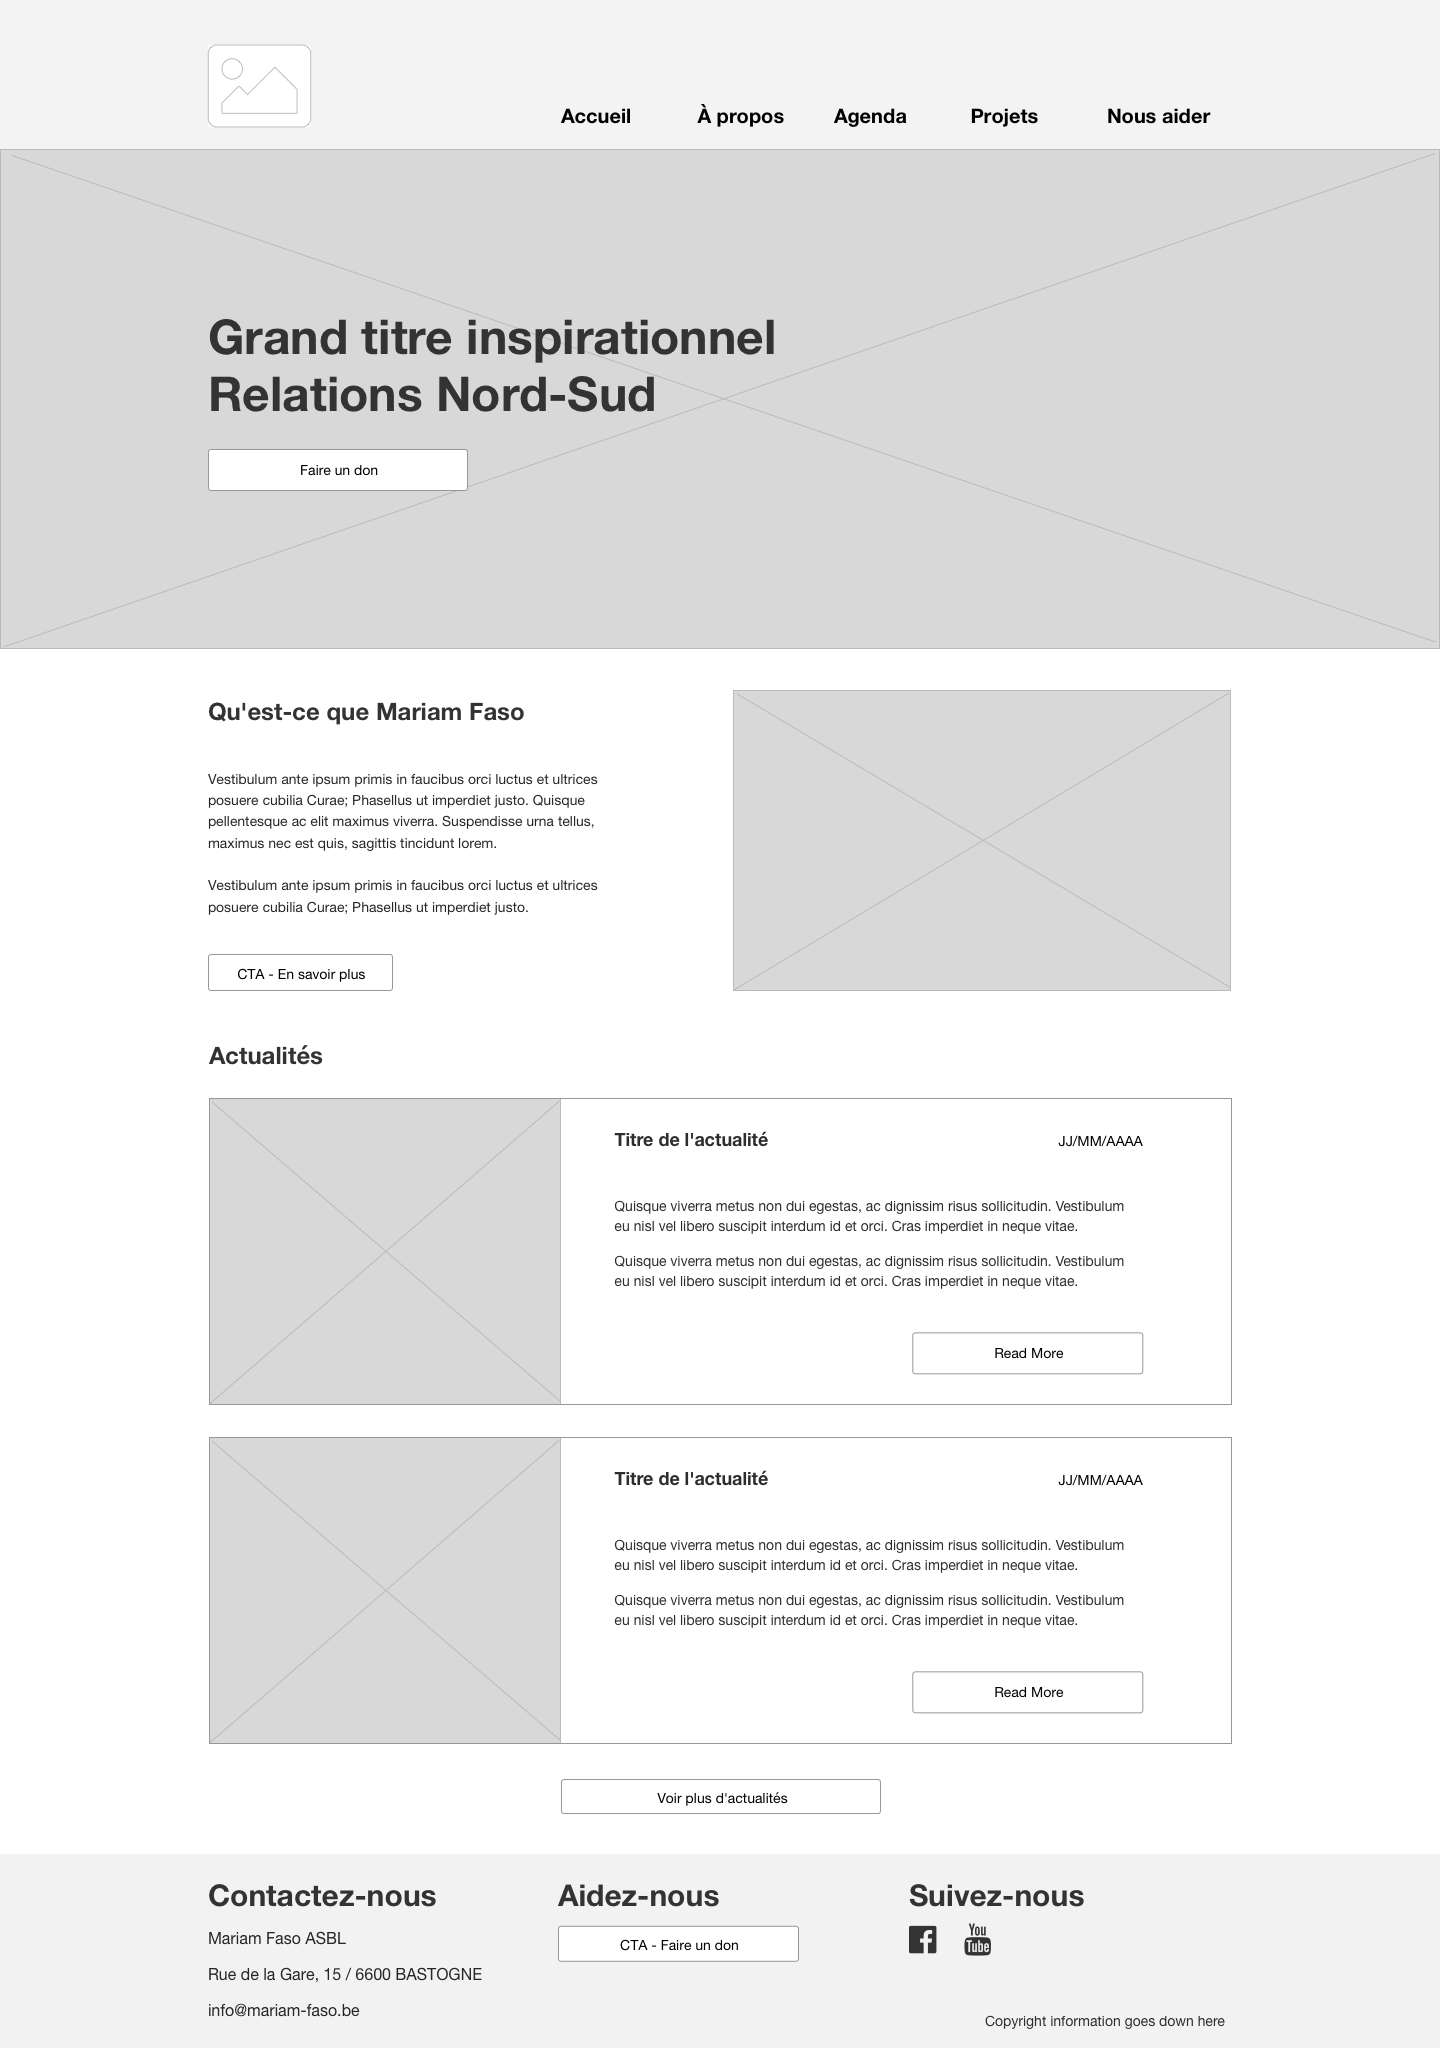 Accueil
À propos
Agenda
Projets
Nous aider
Grand titre inspirationnel
Relations Nord-Sud
Faire un don
Qu'est-ce que Mariam Faso
Vestibulum ante ipsum primis in faucibus orci luctus et ultrices
posuere cubilia Curae; Phasellus ut imperdiet justo. Quisque
pellentesque ac elit maximus viverra. Suspendisse urna tellus,
maximus nec est quis, sagittis tincidunt lorem.
Vestibulum ante ipsum primis in faucibus orci luctus et ultrices
posuere cubilia Curae; Phasellus ut imperdiet justo.
CTA - En savoir plus
Actualités
Titre de l'actualité
JJ/MM/AAAA
Quisque viverra metus non dui egestas, ac dignissim risus sollicitudin. Vestibulum
eu nisl vel libero suscipit interdum id et orci. Cras imperdiet in neque vitae.
Quisque viverra metus non dui egestas, ac dignissim risus sollicitudin. Vestibulum
eu nisl vel libero suscipit interdum id et orci. Cras imperdiet in neque vitae.
Read More
Titre de l'actualité
JJ/MM/AAAA
Quisque viverra metus non dui egestas, ac dignissim risus sollicitudin. Vestibulum
eu nisl vel libero suscipit interdum id et orci. Cras imperdiet in neque vitae.
Quisque viverra metus non dui egestas, ac dignissim risus sollicitudin. Vestibulum
eu nisl vel libero suscipit interdum id et orci. Cras imperdiet in neque vitae.
Read More
Voir plus d'actualités
Contactez-nous
Mariam Faso ASBL
Rue de la Gare, 15 / 6600 BASTOGNE
info@mariam-faso.be
Aidez-nous
CTA - Faire un don
Suivez-nous
You
Tube
Copyright information goes down here